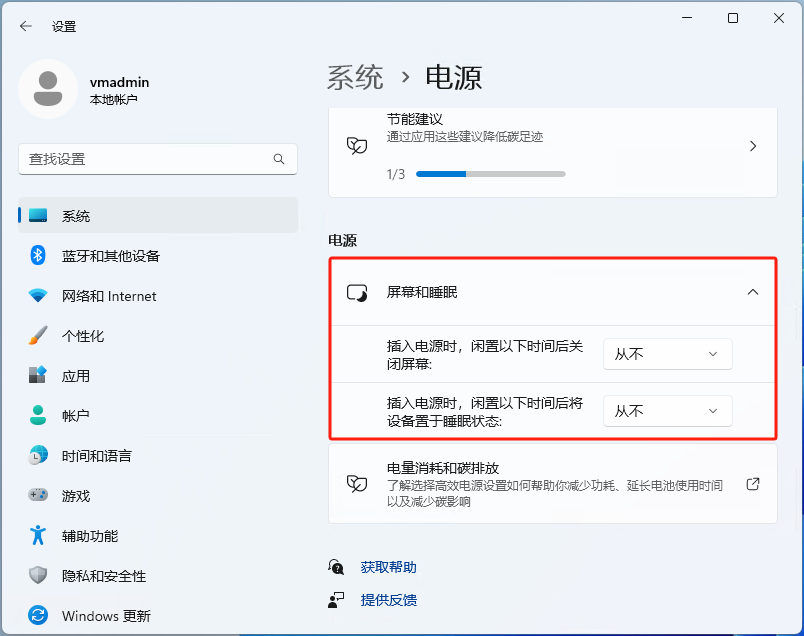 设置
vmadmin
本地帐户
查找设置
系统
蓝牙和其他设备
网络和 Internet
个性化
应用
帐户
时间和语言
游戏
辅助功能
隐私和安全性
Windows 更新
系统 › 电源
节能建议
通过应用这些建议降低碳足迹
1/3
电源
屏幕和睡眠
插入电源时，闲置以下时间后关
闭屏幕:
从不
插入电源时，闲置以下时间后将
设备置于睡眠状态:
从不
电量消耗和碳排放
了解选择高效电源设置如何帮助你减少功耗、延长电池使用时间
以及减少碳影响
获取帮助
提供反馈